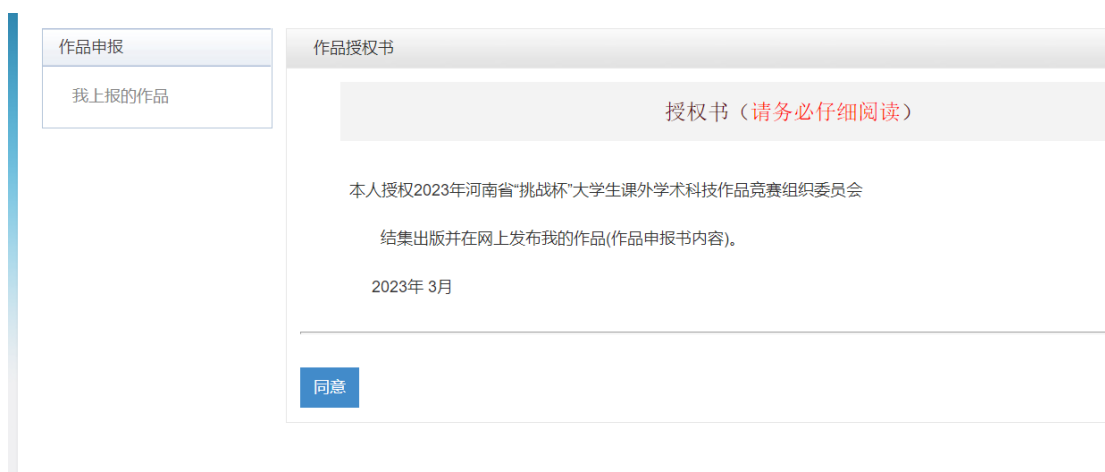 作品申报
我上报的作品
作品授权书
授权书（请务必仔细阅读）
本人授权2023年河南省“挑战杯”大学生课外学术科技作品竞赛组织委员会
结集出版并在网上发布我的作品(作品申报书内容)。
2023年 3月
同意